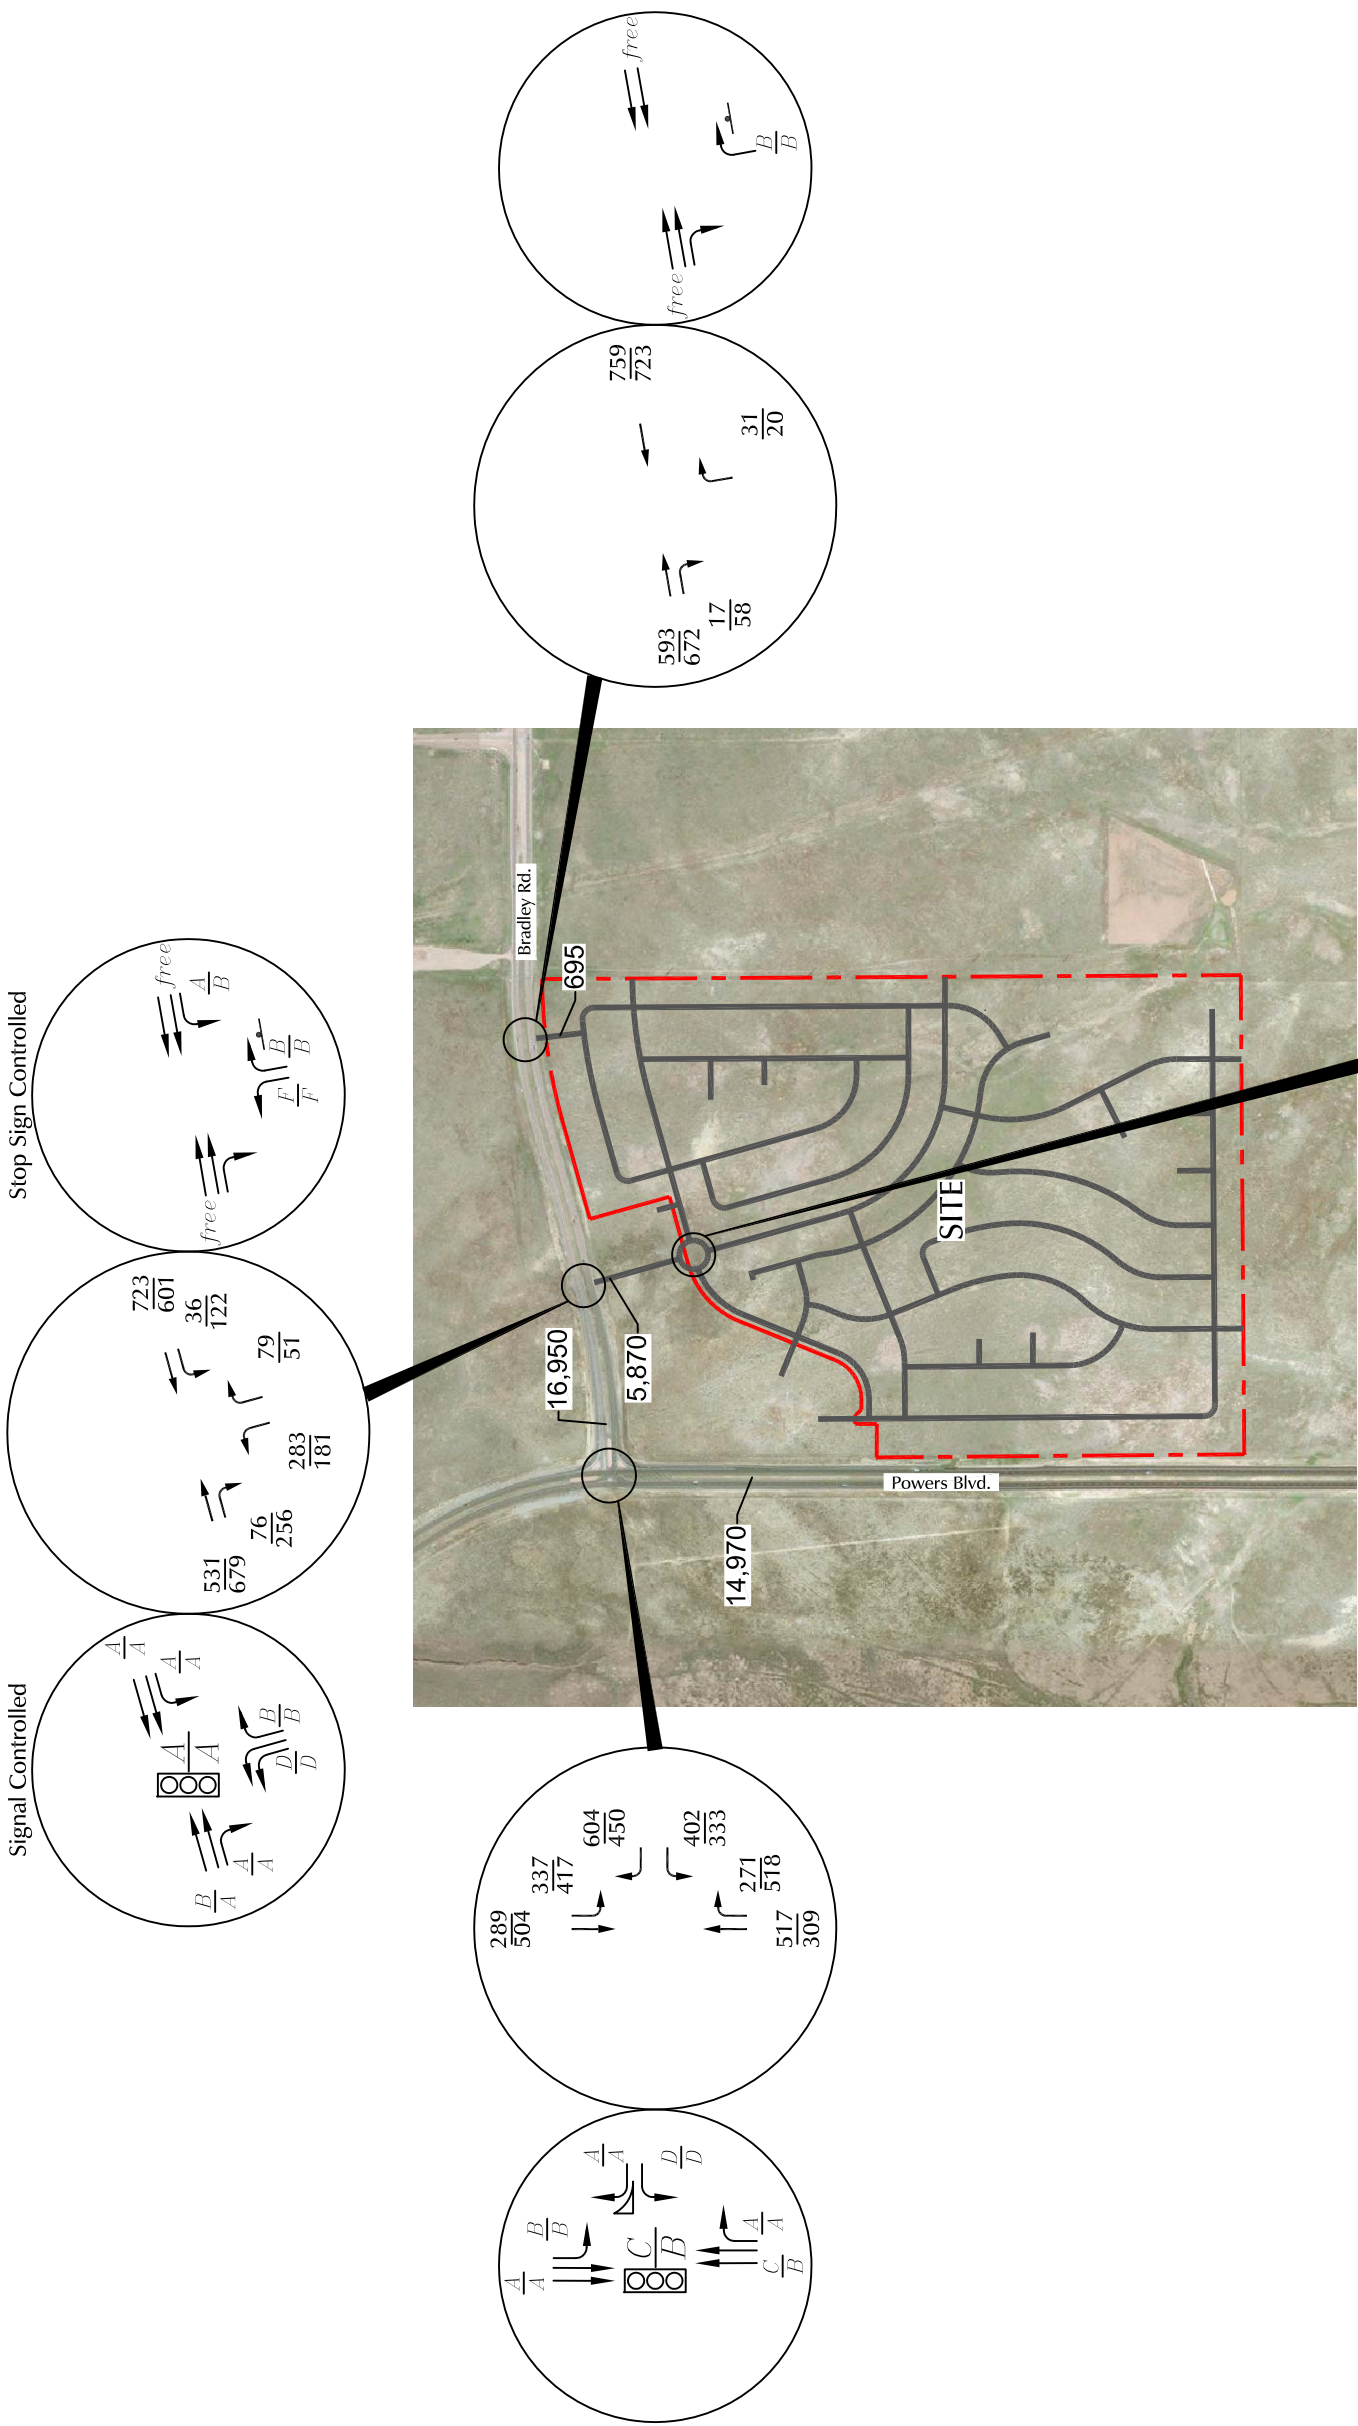 free
free
B
B
759
723
31
20
593
672
17
58
Stop Sign Controlled
free
A
B
free
B
B
F
F
723
601
36
122
79
51
283
181
76
256
531
679
Signal Controlled
A
A
A
A
A
A
B
B
D
D
A
A
B
A
Bradley Rd.
695
SITE
16,950
5,870
Powers Blvd.
14,970
604
450
402
333
337
417
271
518
289
504
517
309
A
A
D
D
B
B
A
A
C
B
A
A
C
B